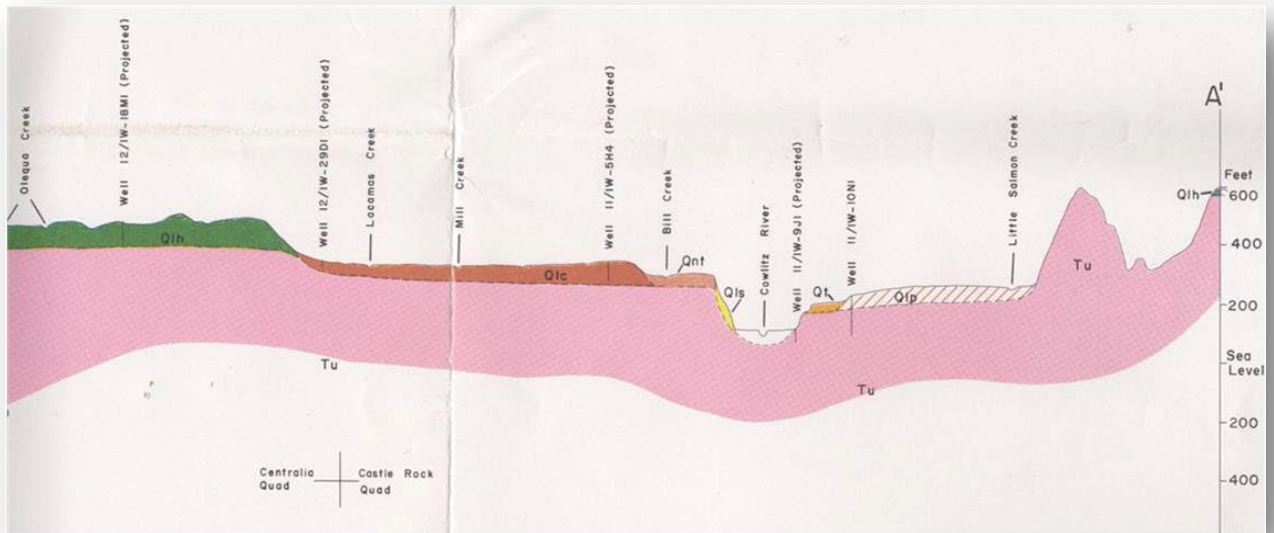 Olequa Creek
Well 12/1W-18M1 (Projected)
Well 12/1W-29D1 (Projected)
Lacamas Creek
Mill Creek
Well 11/1W-5H4 (Projected)
Bill Creek
Cowlitz River
Well 11/1W-9J1 (Projected)
Well 11/1W-10N1
Little Salmon Creek
A'
Feet
600
Qlh
400
200
Sea
Level
200
400
Qlh
Qlc
Qnt
Qls
Qt
Qlp
Tu
Tu
Tu
Centralia
Quad
Castle Rock
Quad